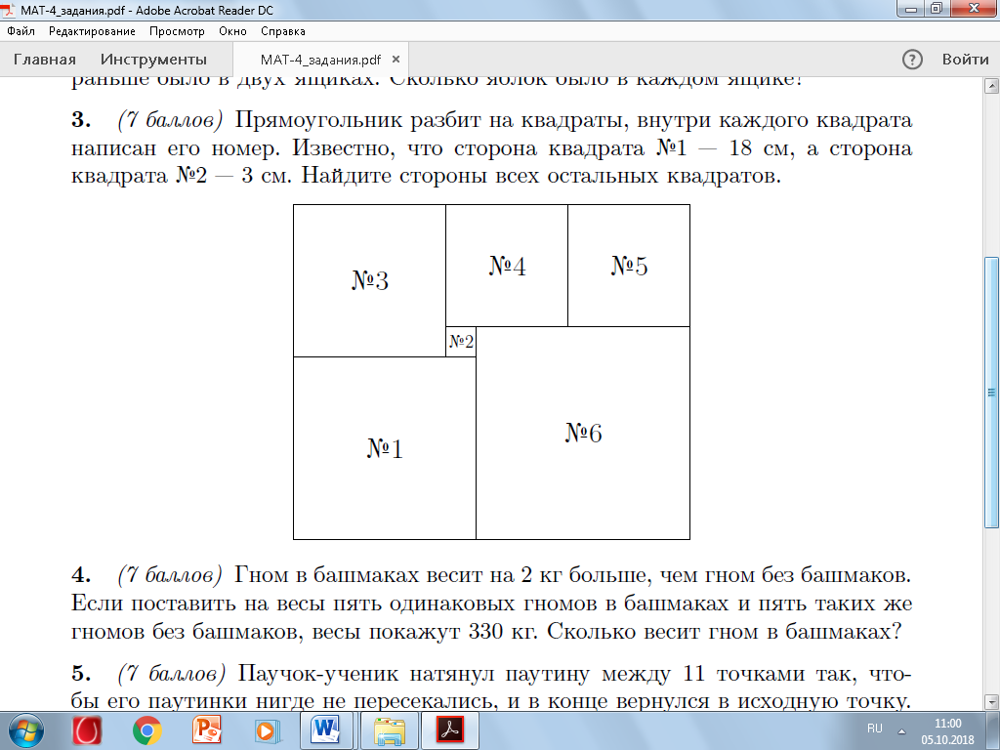 МАТ-4_задания.pdf - Adobe Acrobat Reader DC
Файл Редактирование Просмотр Окно Справка
Главная Инструменты МАТ-4_задания.pdf × ? Войти
раньше было в двух ящиках. Сколько яблок было в каждом ящике?
3. (7 баллов) Прямоугольник разбит на квадраты, внутри каждого квадрата
написан его номер. Известно, что сторона квадрата №1 — 18 см, а сторона
квадрата №2 — 3 см. Найдите стороны всех остальных квадратов.
№3 №4 №5
№2
№1 №6
4. (7 баллов) Гном в башмаках весит на 2 кг больше, чем гном без башмаков.
Если поставить на весы пять одинаковых гномов в башмаках и пять таких же
гномов без башмаков, весы покажут 330 кг. Сколько весит гном в башмаках?
5. (7 баллов) Паучок-ученик натянул паутину между 11 точками так, что-
бы его паутинки нигде не пересекались, и в конце вернулся в исходную точку.
RU 11:00
05.10.2018